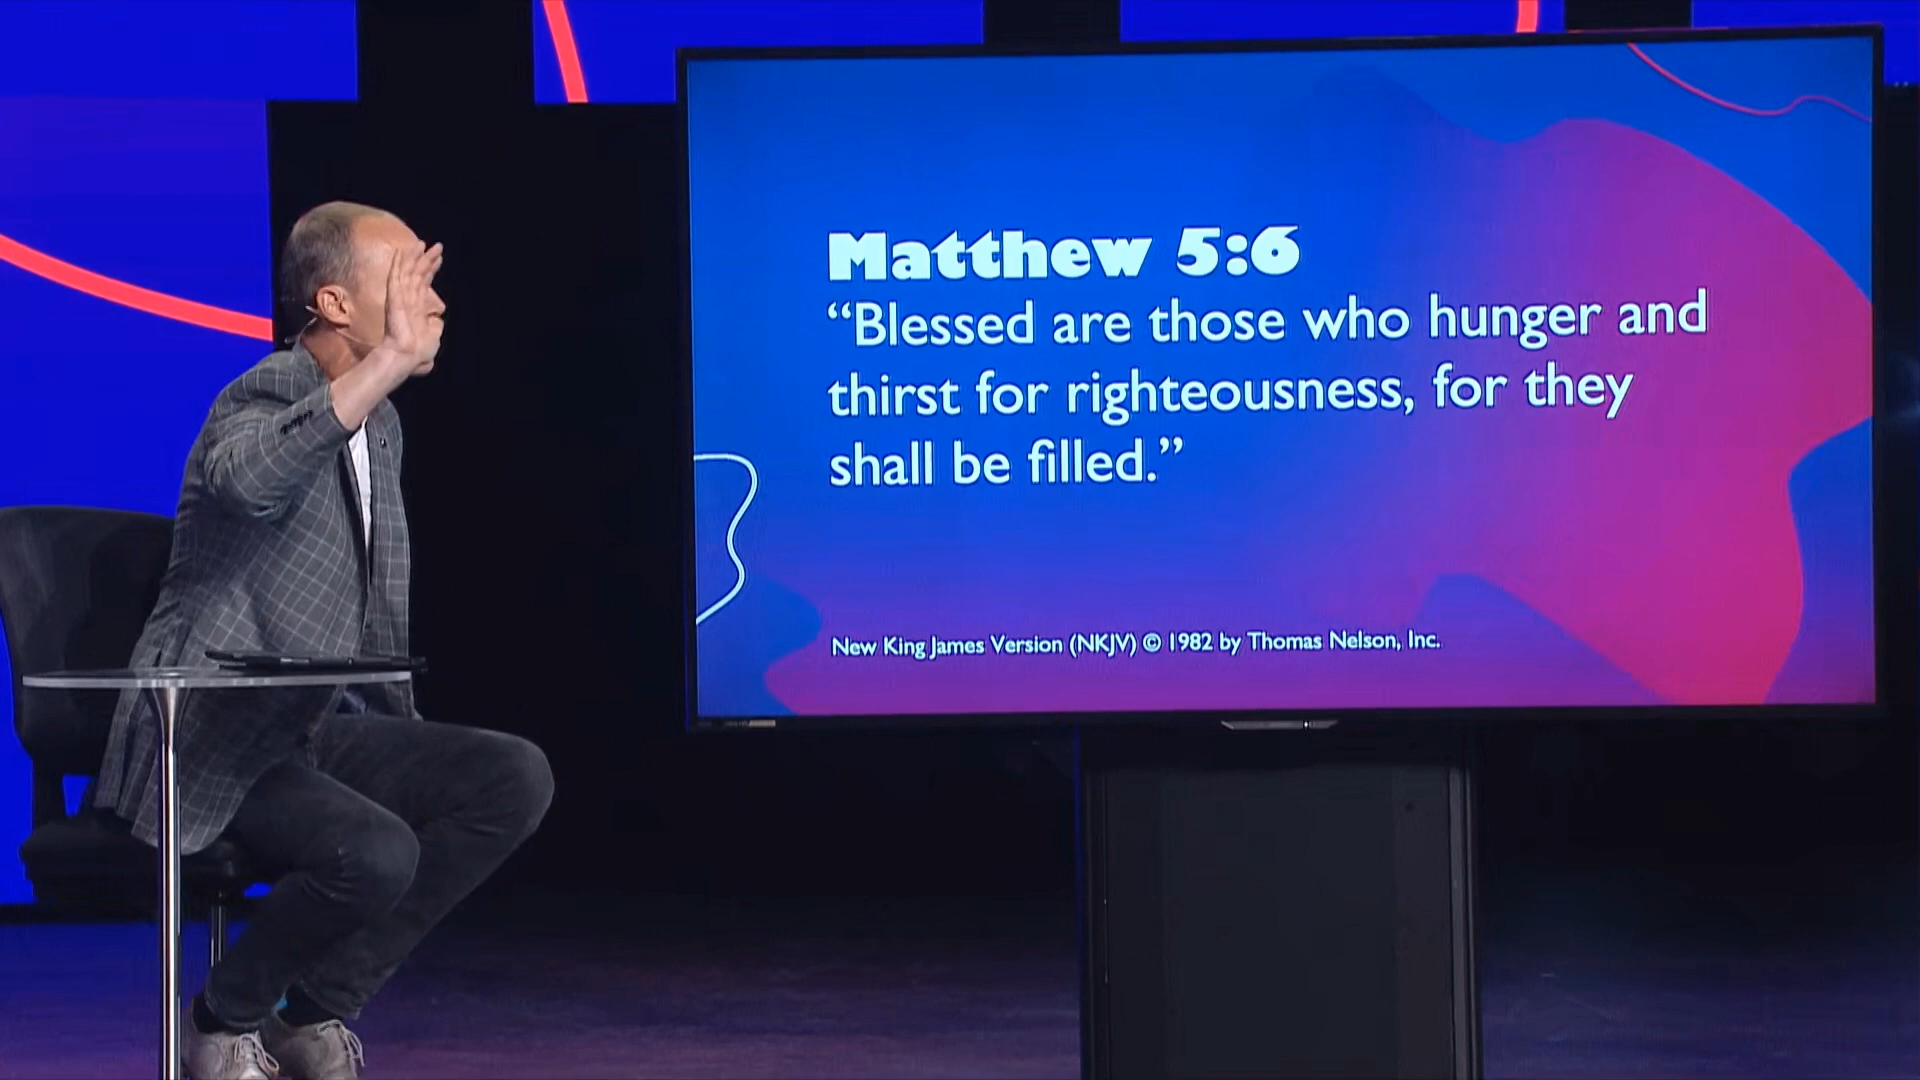 Matthew 5:6
“Blessed are those who hunger and
thirst for righteousness, for they
shall be filled.”
New King James Version (NKJV) © 1982 by Thomas Nelson, Inc.